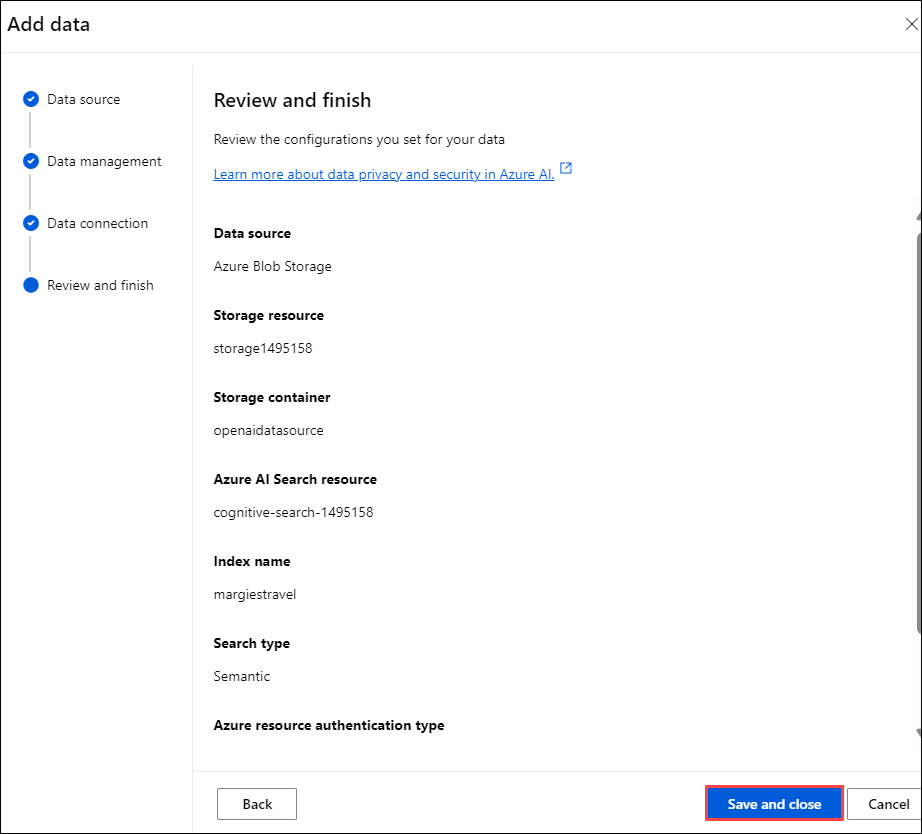 Add data
Data source
Data management
Data connection
Review and finish
Review and finish
Review the configurations you set for your data
Learn more about data privacy and security in Azure AI.
Data source
Azure Blob Storage
Storage resource
storage1495158
Storage container
openaidatasource
Azure AI Search resource
cognitive-search-1495158
Index name
margiestravel
Search type
Semantic
Azure resource authentication type
Back
Save and close
Cancel